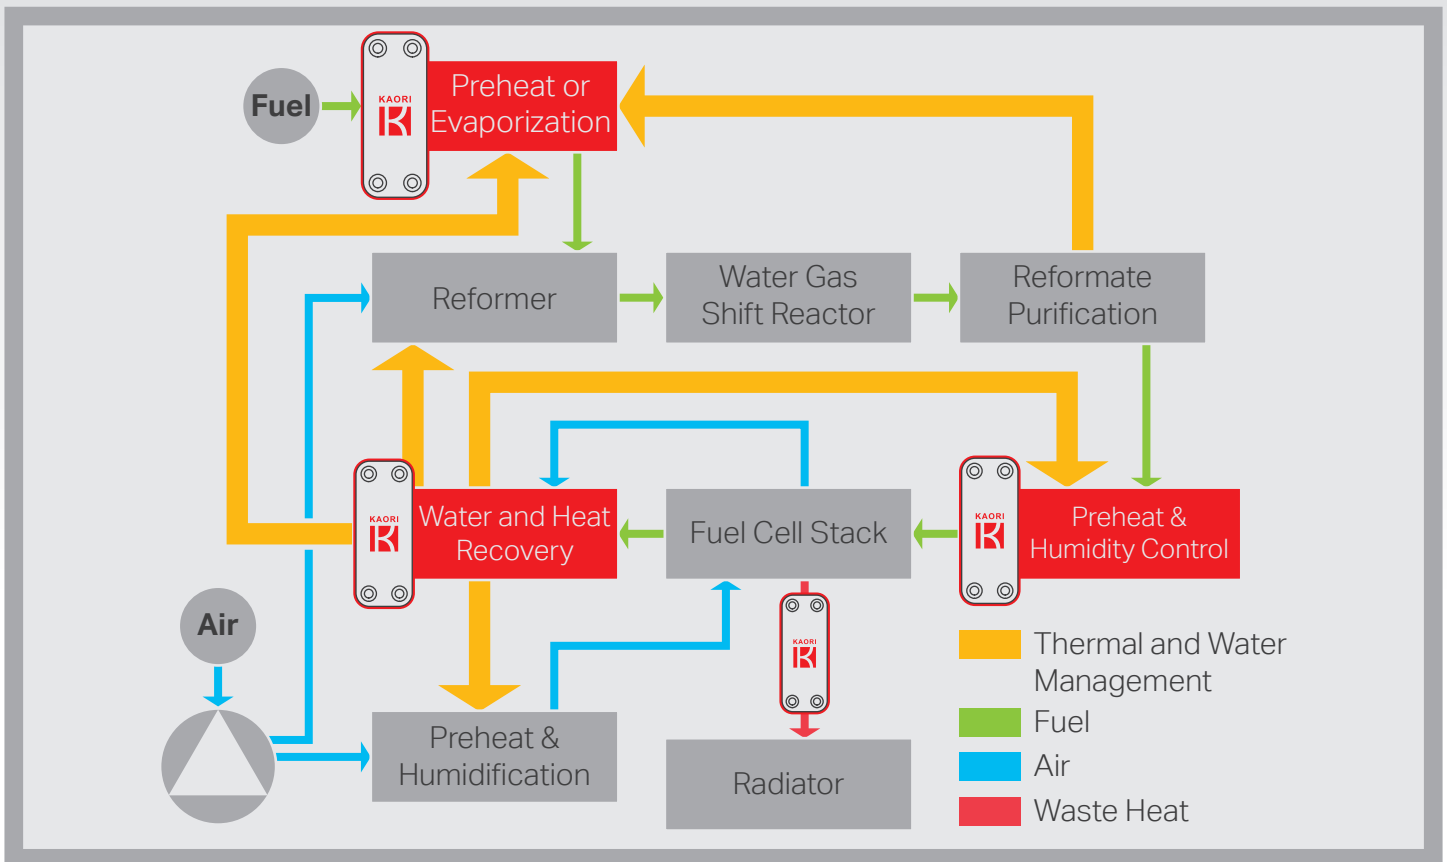 Fuel
KAORI
Preheat or
Evaporization
Reformer
Water Gas
Shift Reactor
Reformate
Purification
KAORI
Water and Heat
Recovery
Fuel Cell Stack
KAORI
Preheat &
Humidity Control
Air
KAORI
Preheat &
Humidification
Radiator
Thermal and Water
Management
Fuel
Air
Waste Heat